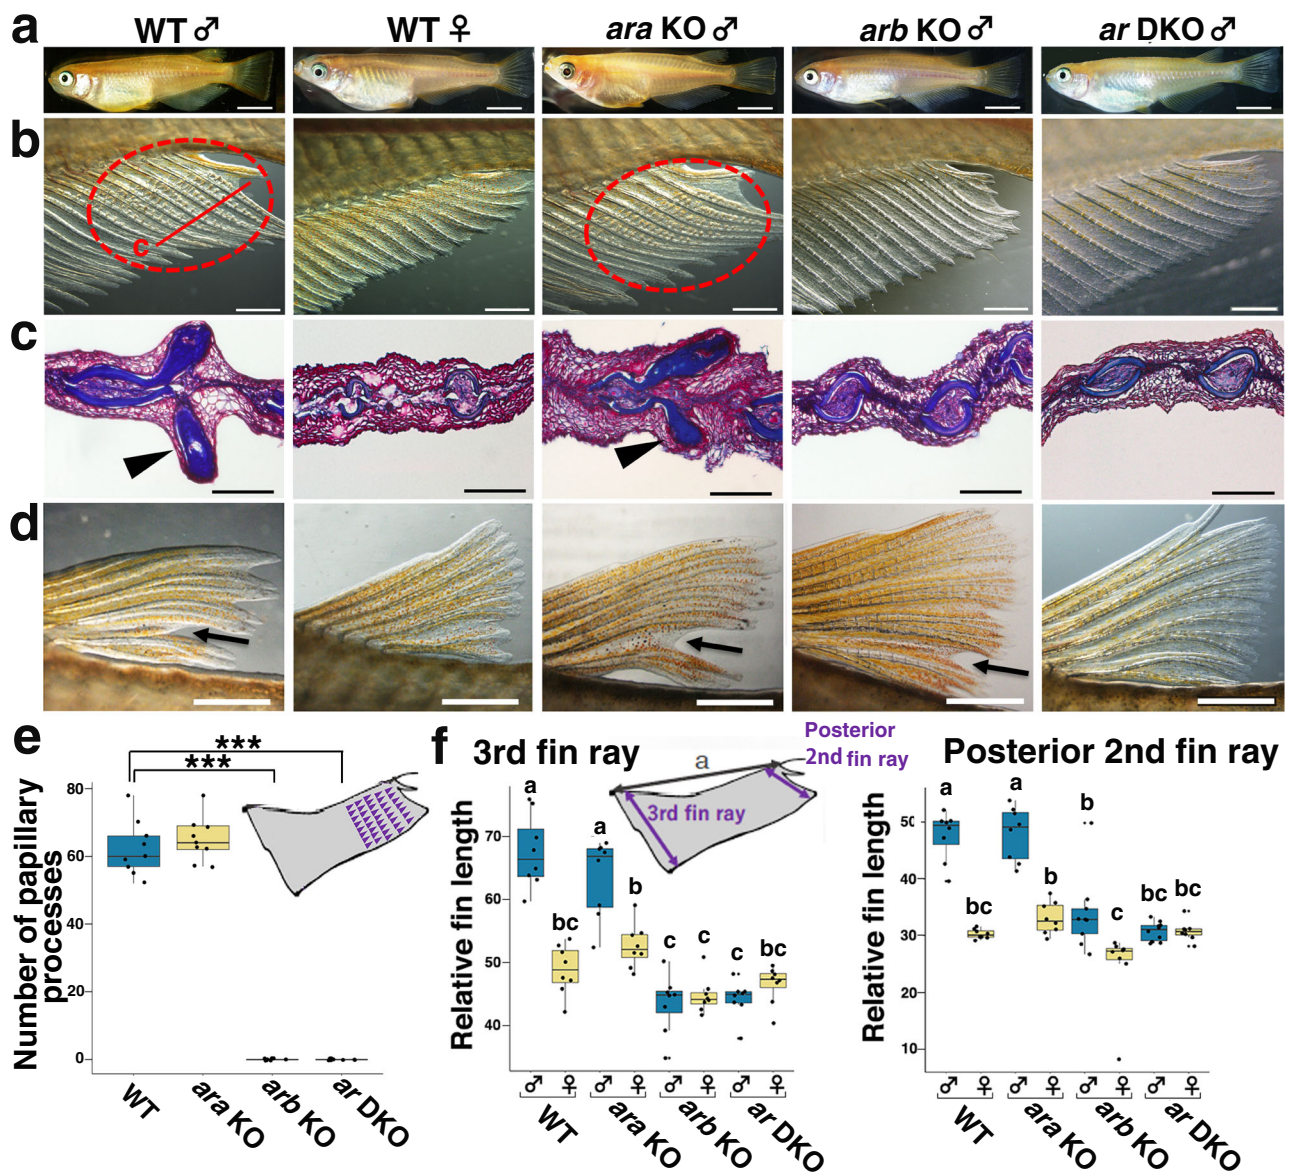 a
WT ♂
WT ♀
ara KO ♂
arb KO ♂
ar DKO ♂
b
c
c
d
e
***
***
Number of papillary
processes
80
60
40
20
0
WT
ara KO
arb KO
ar DKO
f
3rd fin ray
a
Posterior
2nd fin ray
3rd fin ray
Relative fin length
70
60
50
40
a
bc
a
b
c
c
c
bc
♂ ♀ ♂ ♀ ♂ ♀ ♂ ♀
WT
ara KO
arb KO
ar DKO
Posterior 2nd fin ray
Relative fin length
50
40
30
20
10
a
bc
a
b
b
c
bc
bc
♂ ♀ ♂ ♀ ♂ ♀ ♂ ♀
WT
ara KO
arb KO
ar DKO